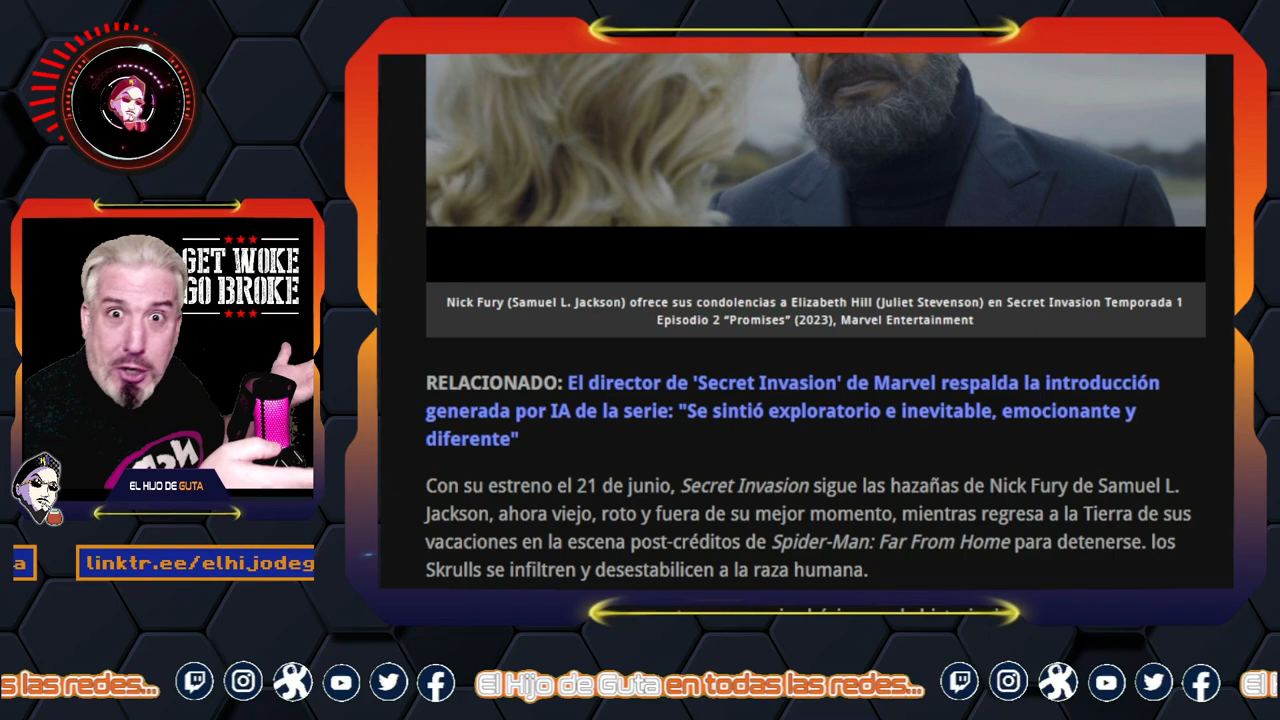 GET WOKE
GO BROKE
EL HIJO DE GUTA
a
linktr.ee/elhijodeg
Nick Fury (Samuel L. Jackson) ofrece sus condolencias a Elizabeth Hill (Juliet Stevenson) en Secret Invasion Temporada 1
Episodio 2 “Promises” (2023), Marvel Entertainment
RELACIONADO: El director de 'Secret Invasion' de Marvel respalda la introducción
generada por IA de la serie: "Se sintió exploratorio e inevitable, emocionante y
diferente"
Con su estreno el 21 de junio, Secret Invasion sigue las hazañas de Nick Fury de Samuel L.
Jackson, ahora viejo, roto y fuera de su mejor momento, mientras regresa a la Tierra de sus
vacaciones en la escena post-créditos de Spider-Man: Far From Home para detenerse. los
Skrulls se infiltren y desestabilicen a la raza humana.
s las redes... El Hijo de Guta en todas las redes... El